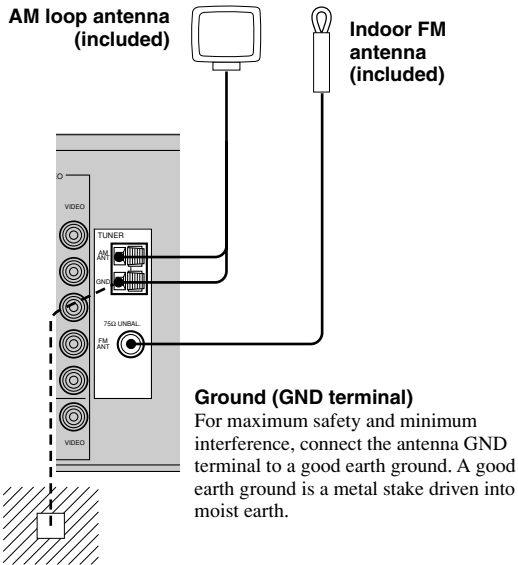 AM loop antenna
(included)
Indoor FM
antenna
(included)
O
VIDEO
TUNER
AM
ANT
GND
75Ω UNBAL.
FM
ANT
VIDEO
Ground (GND terminal)
For maximum safety and minimum
interference, connect the antenna GND
terminal to a good earth ground. A good
earth ground is a metal stake driven into
moist earth.